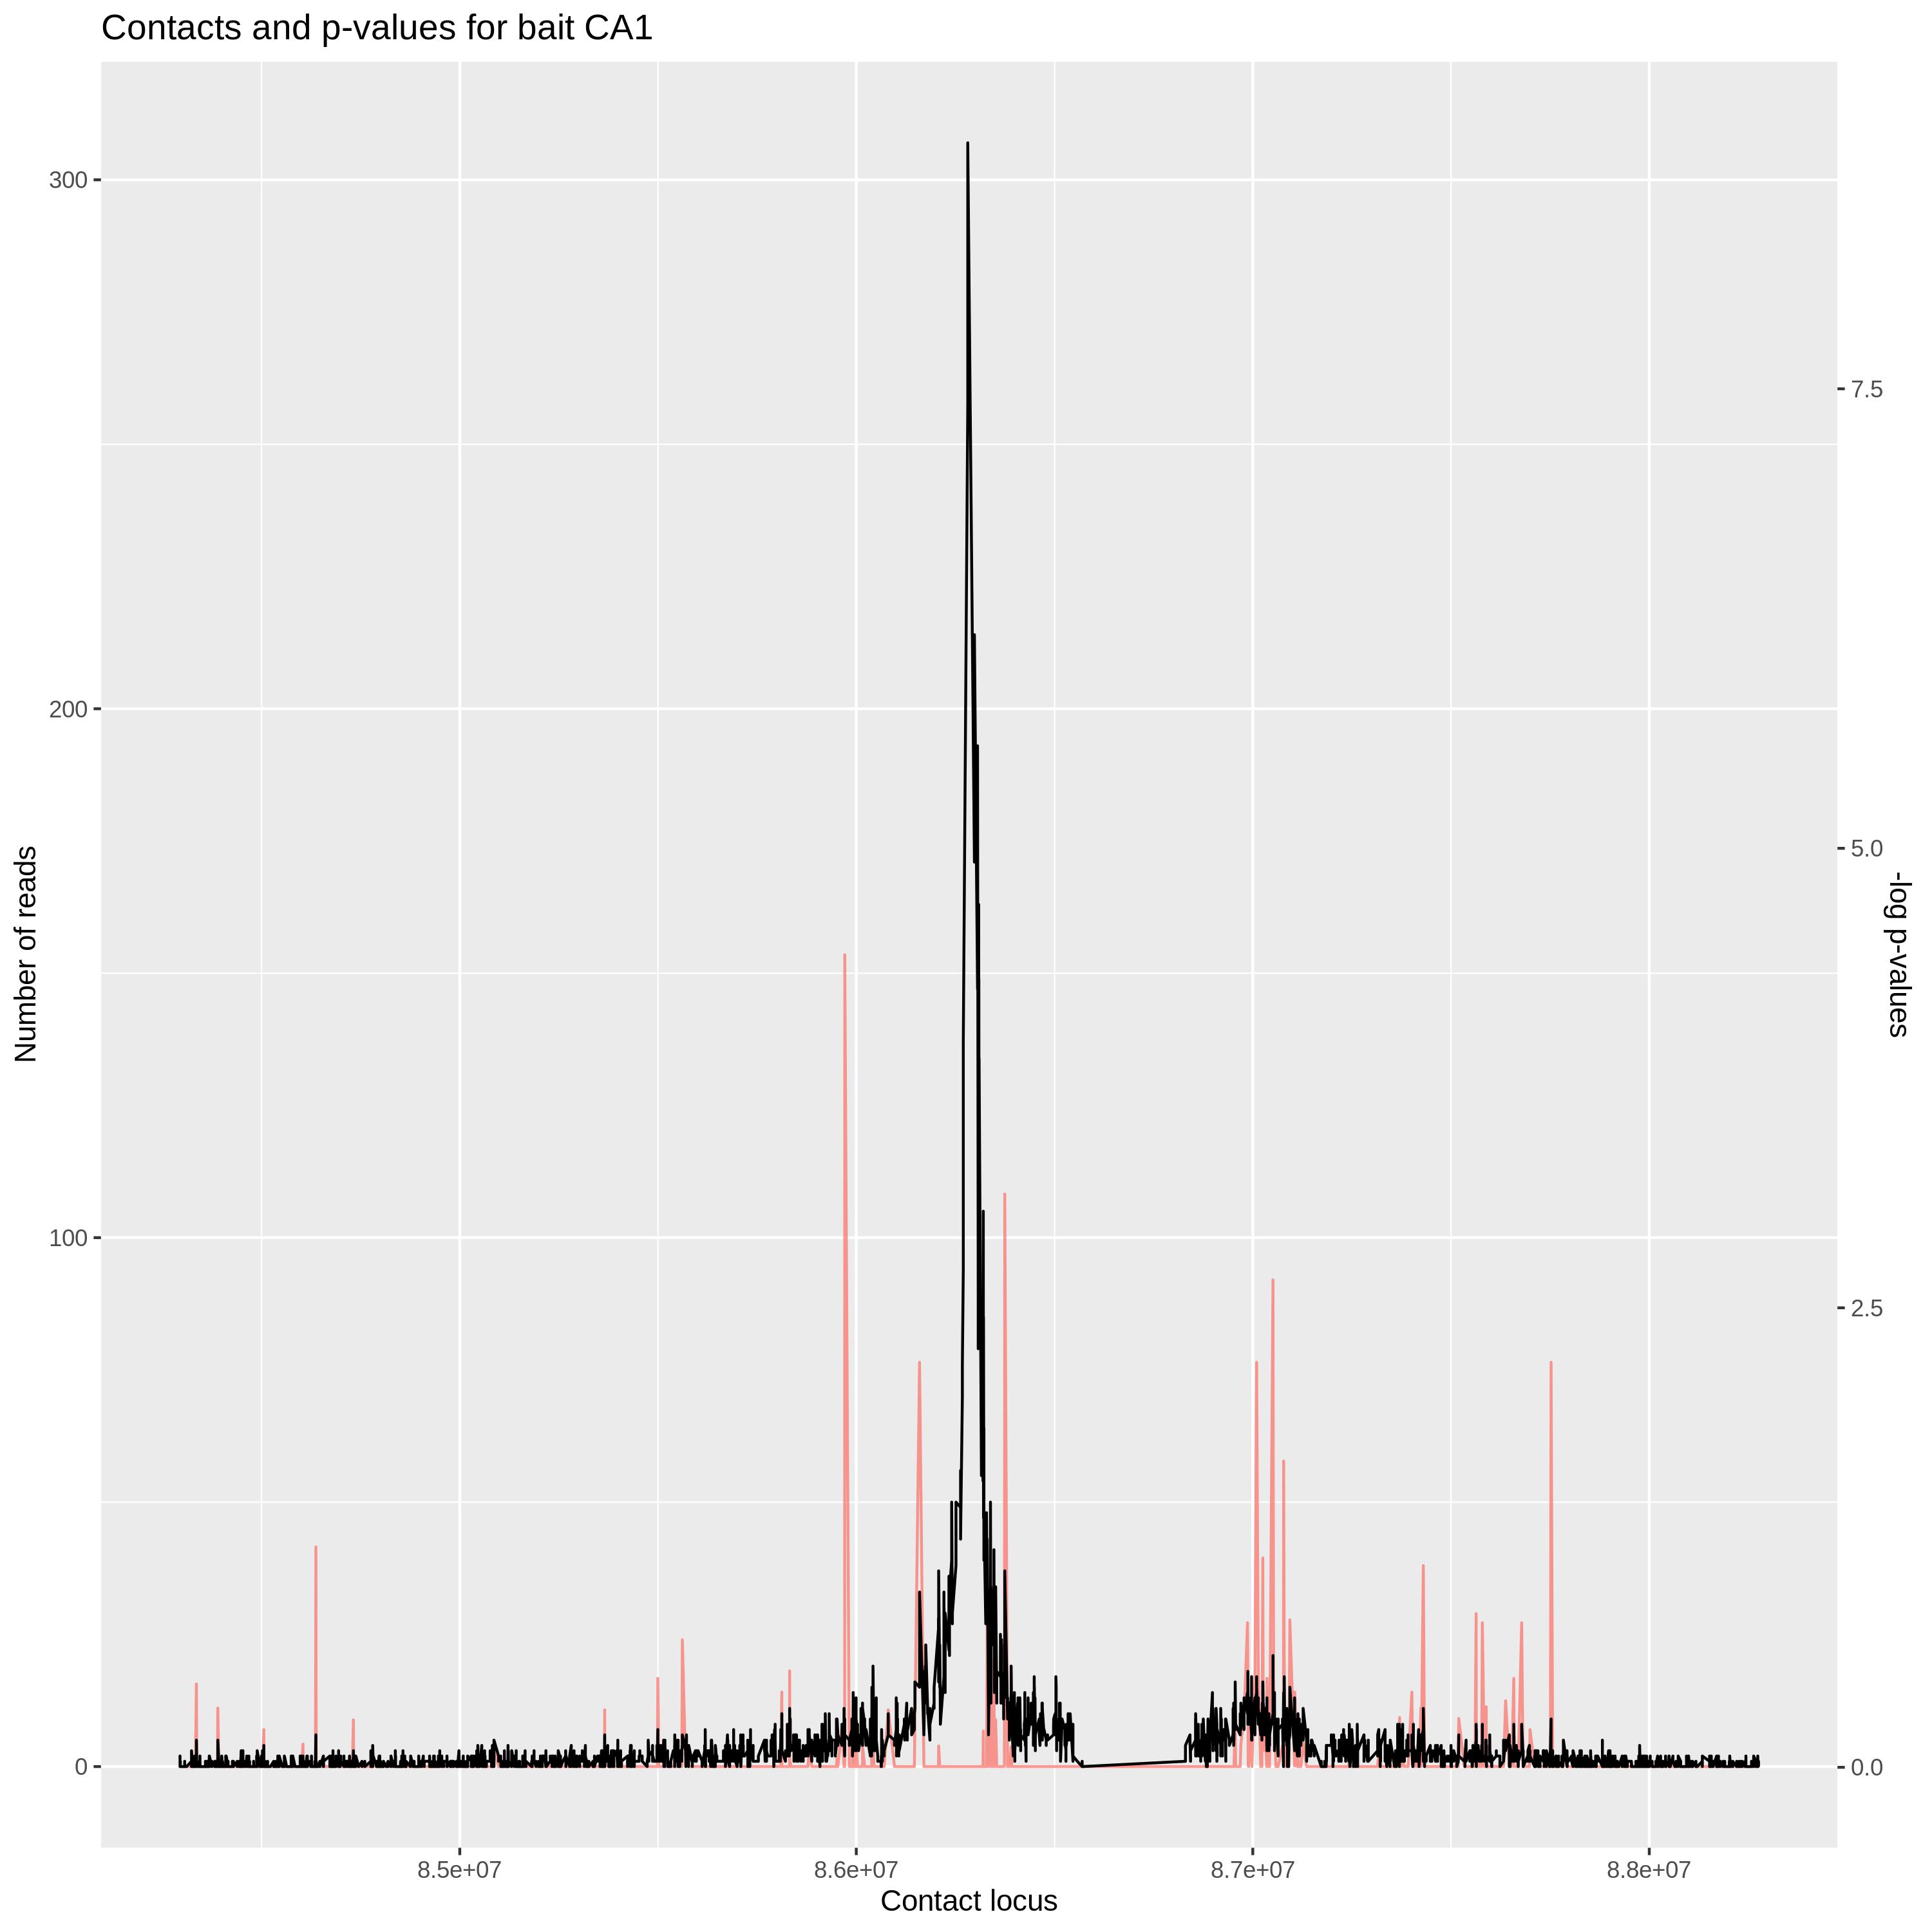 Contacts and p-values for bait CA1
300
200
100
0
Number of reads
7.5
5.0
2.5
0.0
-log p-values
8.5e+07
8.6e+07
8.7e+07
8.8e+07
Contact locus